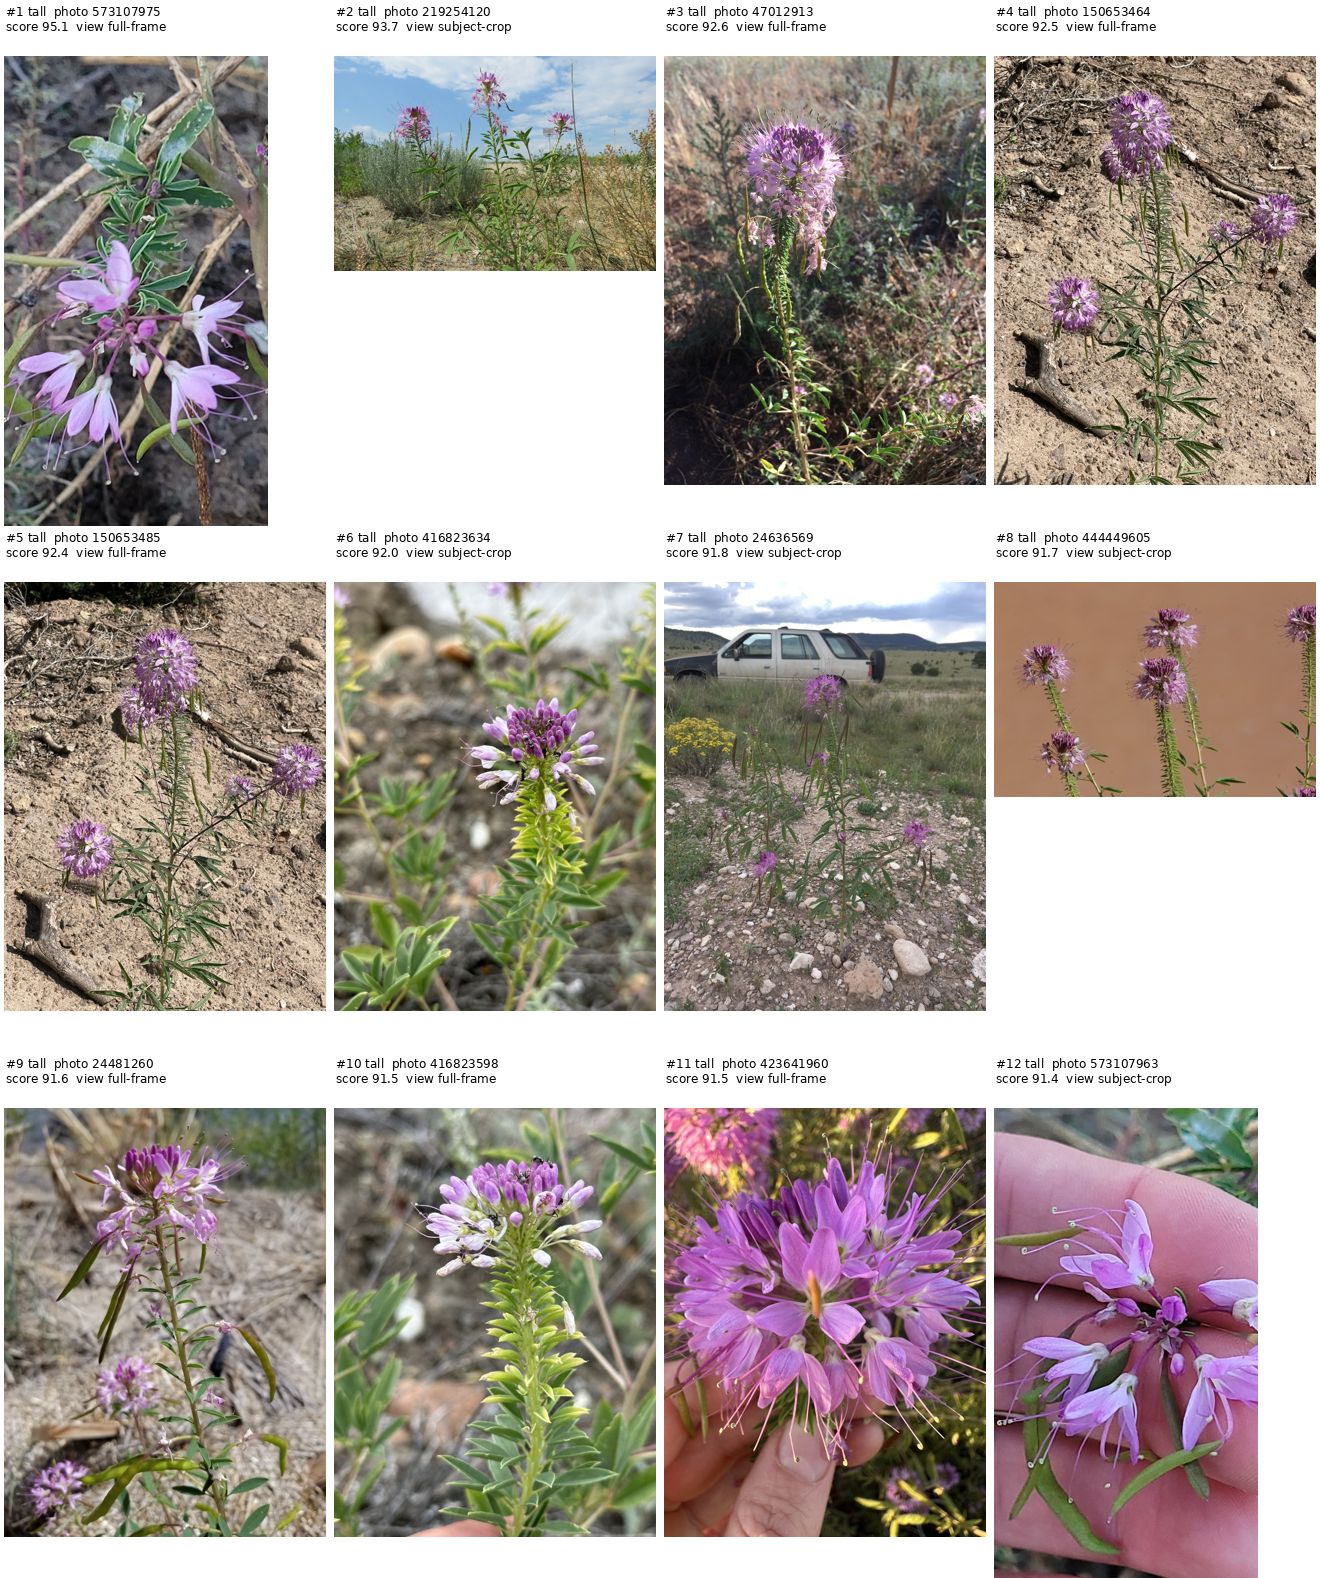 #1 tall  photo 573107975
score 95.1  view full-frame
#2 tall  photo 219254120
score 93.7  view subject-crop
#3 tall  photo 47012913
score 92.6  view full-frame
#4 tall  photo 150653464
score 92.5  view full-frame
#5 tall  photo 150653485
score 92.4  view full-frame
#6 tall  photo 416823634
score 92.0  view subject-crop
#7 tall  photo 24636569
score 91.8  view subject-crop
#8 tall  photo 444449605
score 91.7  view subject-crop
#9 tall  photo 24481260
score 91.6  view full-frame
#10 tall  photo 416823598
score 91.5  view full-frame
#11 tall  photo 423641960
score 91.5  view full-frame
#12 tall  photo 573107963
score 91.4  view subject-crop